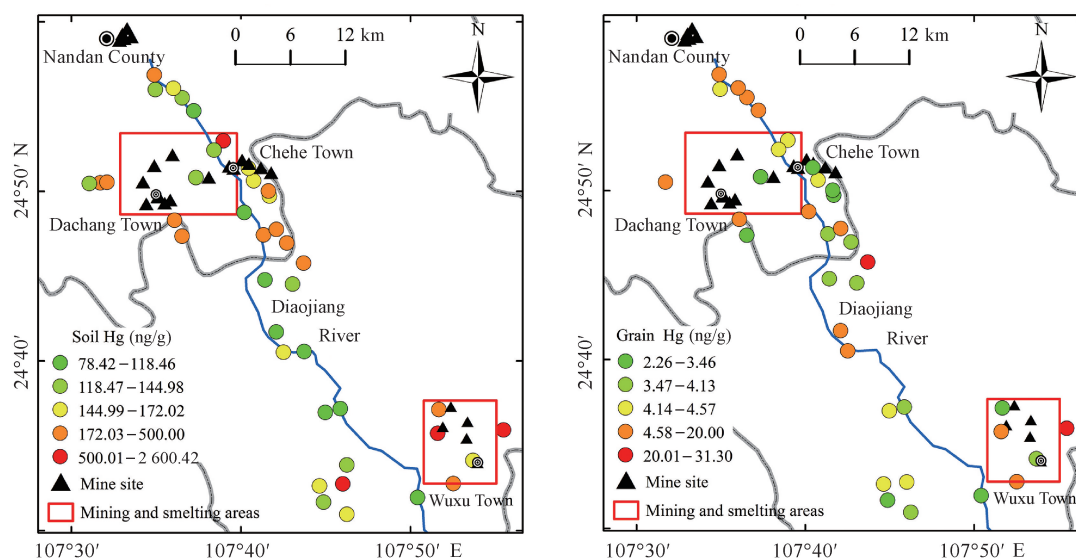 0 6 12 km
N
Nandan County
Chehe Town
24°50′ N
Dachang Town
Diaojiang
River
Soil Hg (ng/g)
78.42−118.46
118.47−144.98
144.99−172.02
172.03−500.00
500.01−2 600.42
Mine site
Mining and smelting areas
24°40′
Wuxu Town
107°30′ 107°40′ 107°50′ E
0 6 12 km
N
Nandan County
Chehe Town
24°50′ N
Dachang Town
Diaojiang
River
Grain Hg (ng/g)
2.26−3.46
3.47−4.13
4.14−4.57
4.58−20.00
20.01−31.30
Mine site
Mining and smelting areas
24°40′
Wuxu Town
107°30′ 107°40′ 107°50′ E